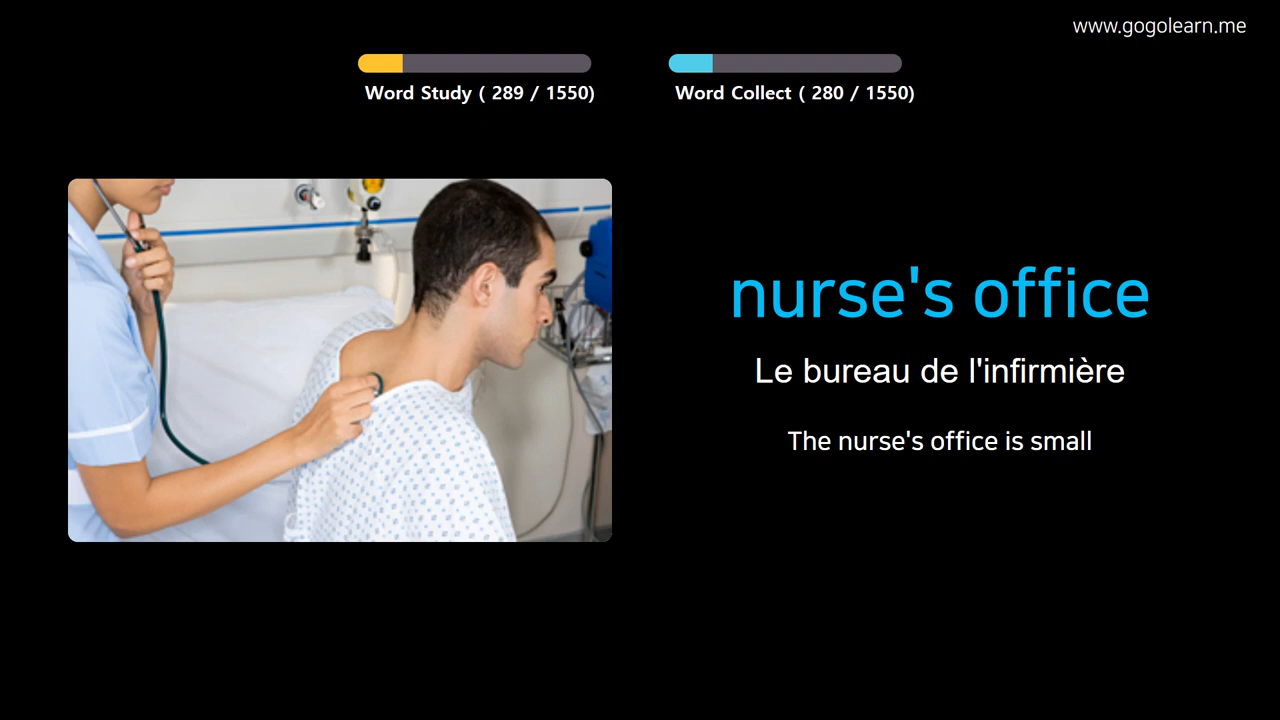 www.gogolearn.me
Word Study ( 289 / 1550)
Word Collect ( 280 / 1550)
nurse's office
Le bureau de l'infirmière
The nurse's office is small